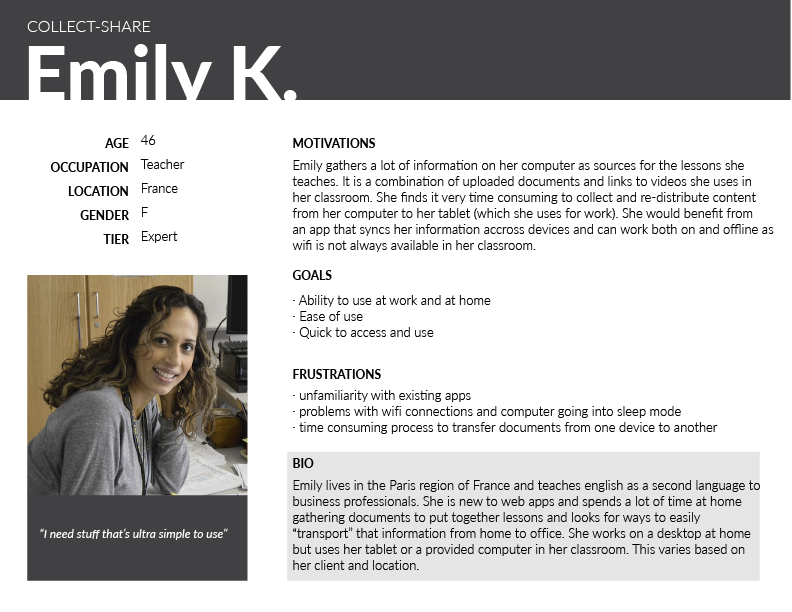 COLLECT-SHARE
Emily K.
AGE 46
OCCUPATION Teacher
LOCATION France
GENDER F
TIER Expert
"I need stuff that's ultra simple to use"
MOTIVATIONS
Emily gathers a lot of information on her computer as sources for the lessons she
teaches. It is a combination of uploaded documents and links to videos she uses in
her classroom. She finds it very time consuming to collect and re-distribute content
from her computer to her tablet (which she uses for work). She would benefit from
an app that syncs her information accross devices and can work both on and offline as
wifi is not always available in her classroom.
GOALS
· Ability to use at work and at home
· Ease of use
· Quick to access and use
FRUSTRATIONS
· unfamiliarity with existing apps
· problems with wifi connections and computer going into sleep mode
· time consuming process to transfer documents from one device to another
BIO
Emily lives in the Paris region of France and teaches english as a second language to
business professionals. She is new to web apps and spends a lot of time at home
gathering documents to put together lessons and looks for ways to easily
"transport" that information from home to office. She works on a desktop at home
but uses her tablet or a provided computer in her classroom. This varies based on
her client and location.